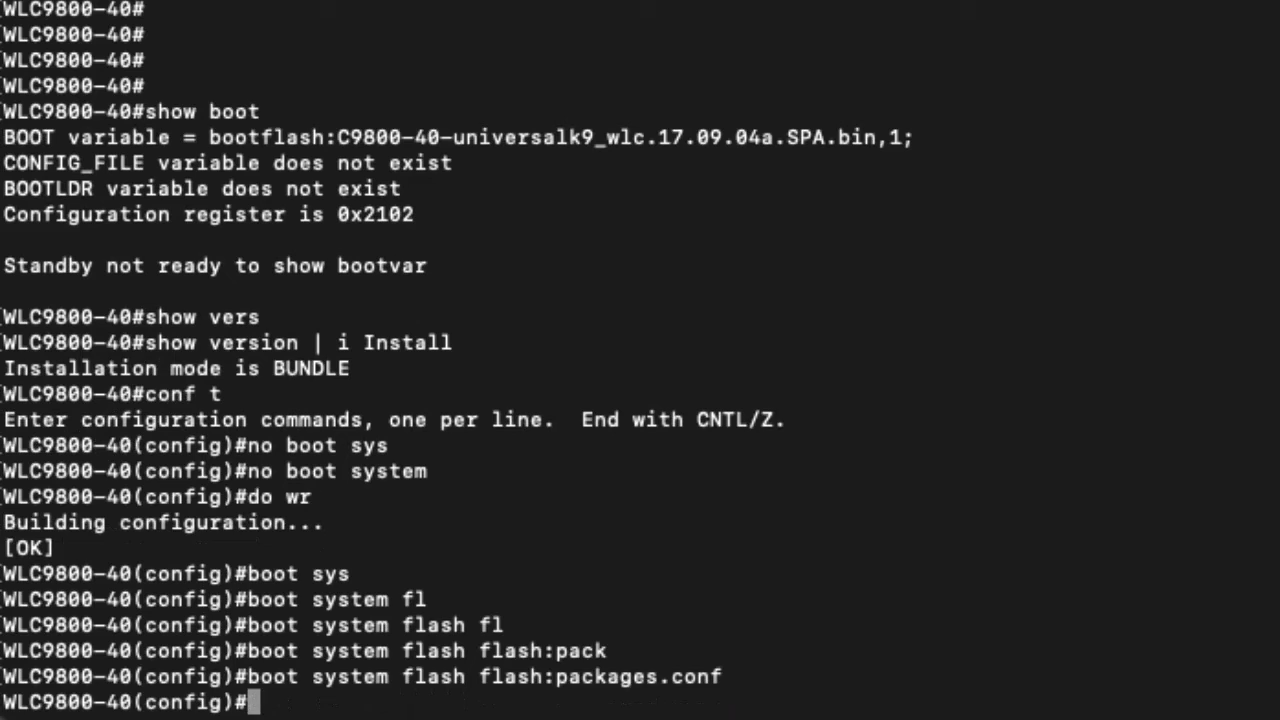 [WLC9800-40#
[WLC9800-40#
[WLC9800-40#
[WLC9800-40#
[WLC9800-40#show boot
BOOT variable = bootflash:C9800-40-universalk9_wlc.17.09.04a.SPA.bin,1;
CONFIG_FILE variable does not exist
BOOTLDR variable does not exist
Configuration register is 0x2102
Standby not ready to show bootvar
[WLC9800-40#show vers
[WLC9800-40#show version | i Install
Installation mode is BUNDLE
[WLC9800-40#conf t
Enter configuration commands, one per line.  End with CNTL/Z.
[WLC9800-40(config)#no boot sys
[WLC9800-40(config)#no boot system
[WLC9800-40(config)#do wr
Building configuration...
[OK]
[WLC9800-40(config)#boot sys
[WLC9800-40(config)#boot system fl
[WLC9800-40(config)#boot system flash fl
[WLC9800-40(config)#boot system flash flash:pack
[WLC9800-40(config)#boot system flash flash:packages.conf
WLC9800-40(config)#